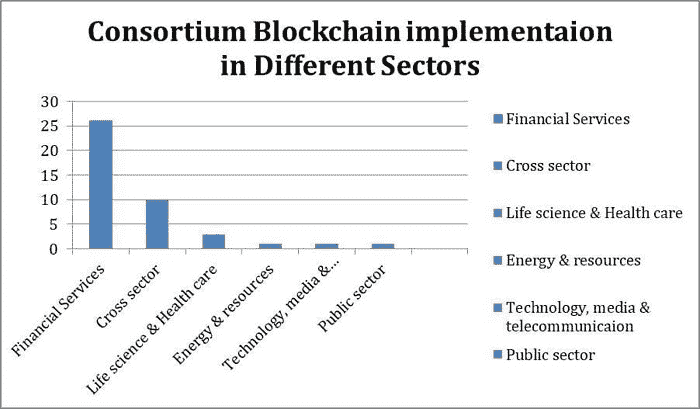 Consortium Blockchain implementaion
in Different Sectors
30
25
20
15
10
5
0
Financial Services
Cross sector
Life science & Health care
Energy & resources
Technology, media &...
Public sector
Financial Services
Cross sector
Life science & Health care
Energy & resources
Technology, media &
telecommunicaion
Public sector